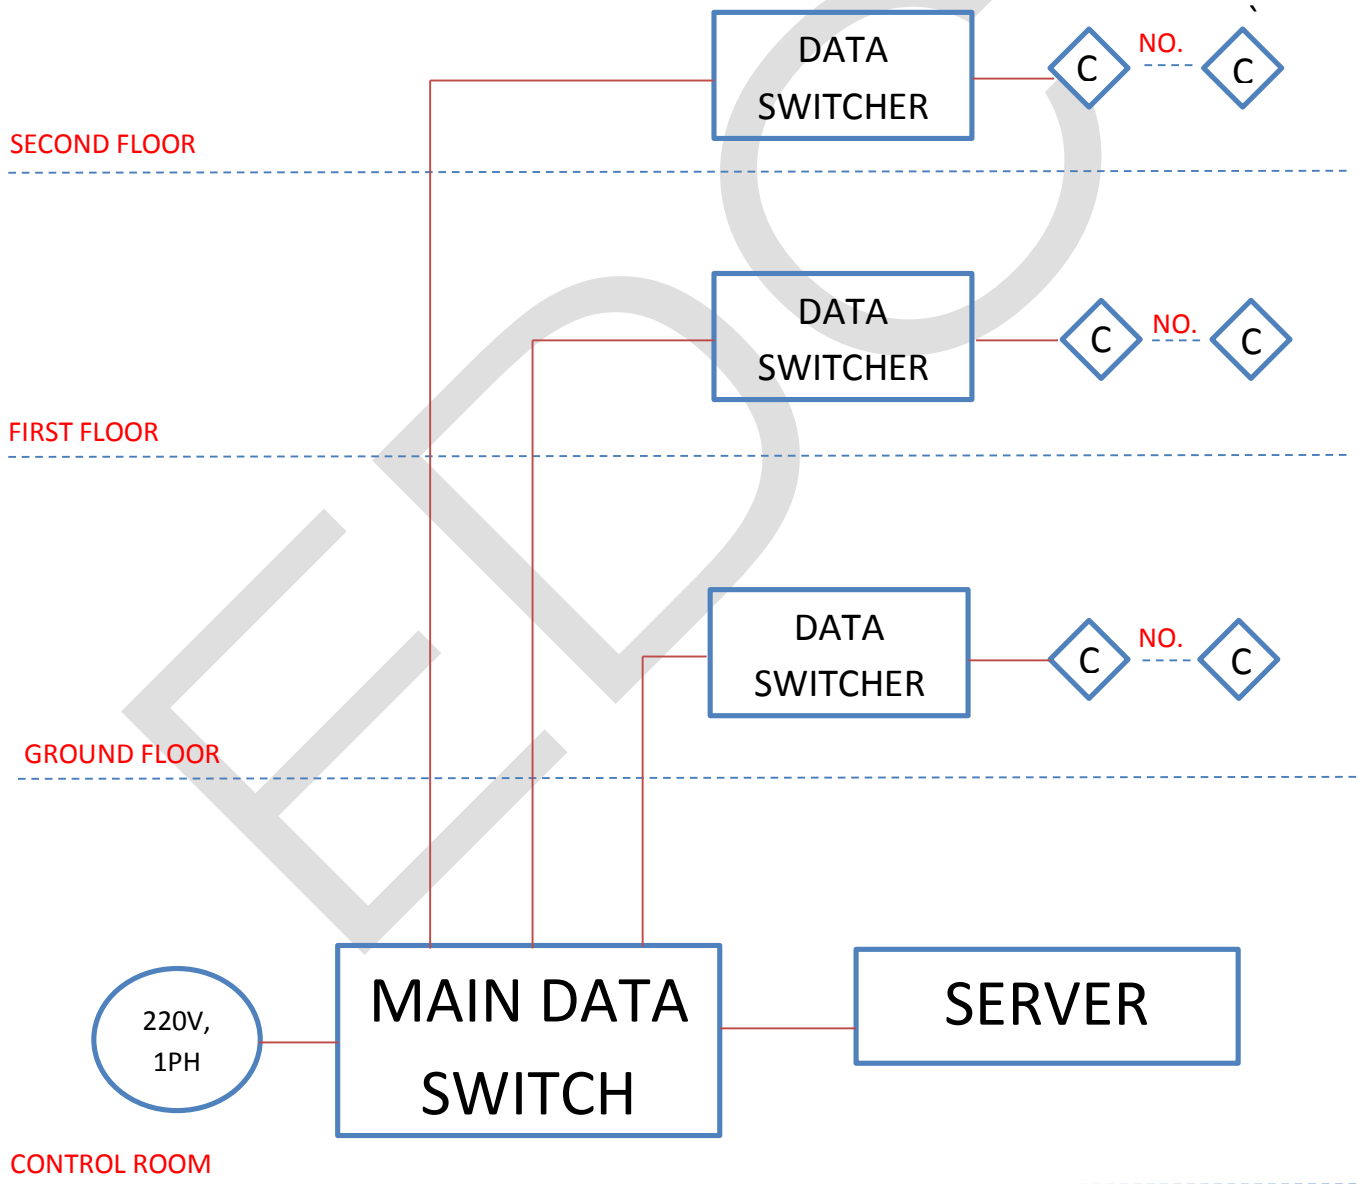 DATA
SWITCHER
C
NO.
C
`
SECOND FLOOR
DATA
SWITCHER
C
NO.
C
FIRST FLOOR
DATA
SWITCHER
C
NO.
C
GROUND FLOOR
220V,
1PH
MAIN DATA
SWITCH
SERVER
CONTROL ROOM
EDC